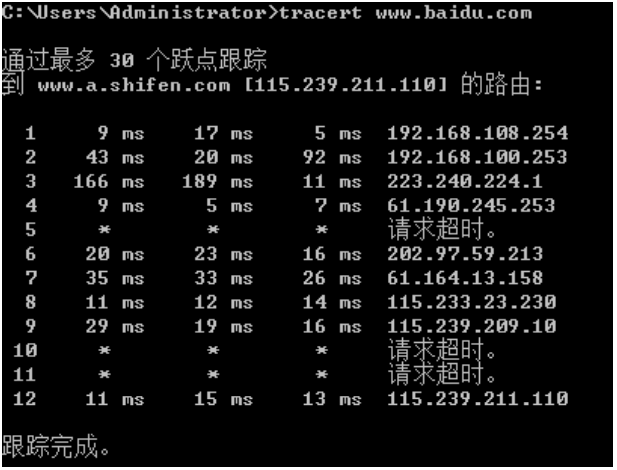 C:\Users\Administrator>tracert www.baidu.com
通过最多 30 个跃点跟踪
到 www.a.shifen.com [115.239.211.110] 的路由:
1 9 ms 17 ms 5 ms 192.168.108.254
2 43 ms 20 ms 92 ms 192.168.100.253
3 166 ms 189 ms 11 ms 223.240.224.1
4 9 ms 5 ms 7 ms 61.190.245.253
5 * * * 请求超时。
6 20 ms 23 ms 16 ms 202.97.59.213
7 35 ms 33 ms 26 ms 61.164.13.158
8 11 ms 12 ms 14 ms 115.233.23.230
9 29 ms 19 ms 16 ms 115.239.209.10
10 * * * 请求超时。
11 * * * 请求超时。
12 11 ms 15 ms 13 ms 115.239.211.110
跟踪完成。